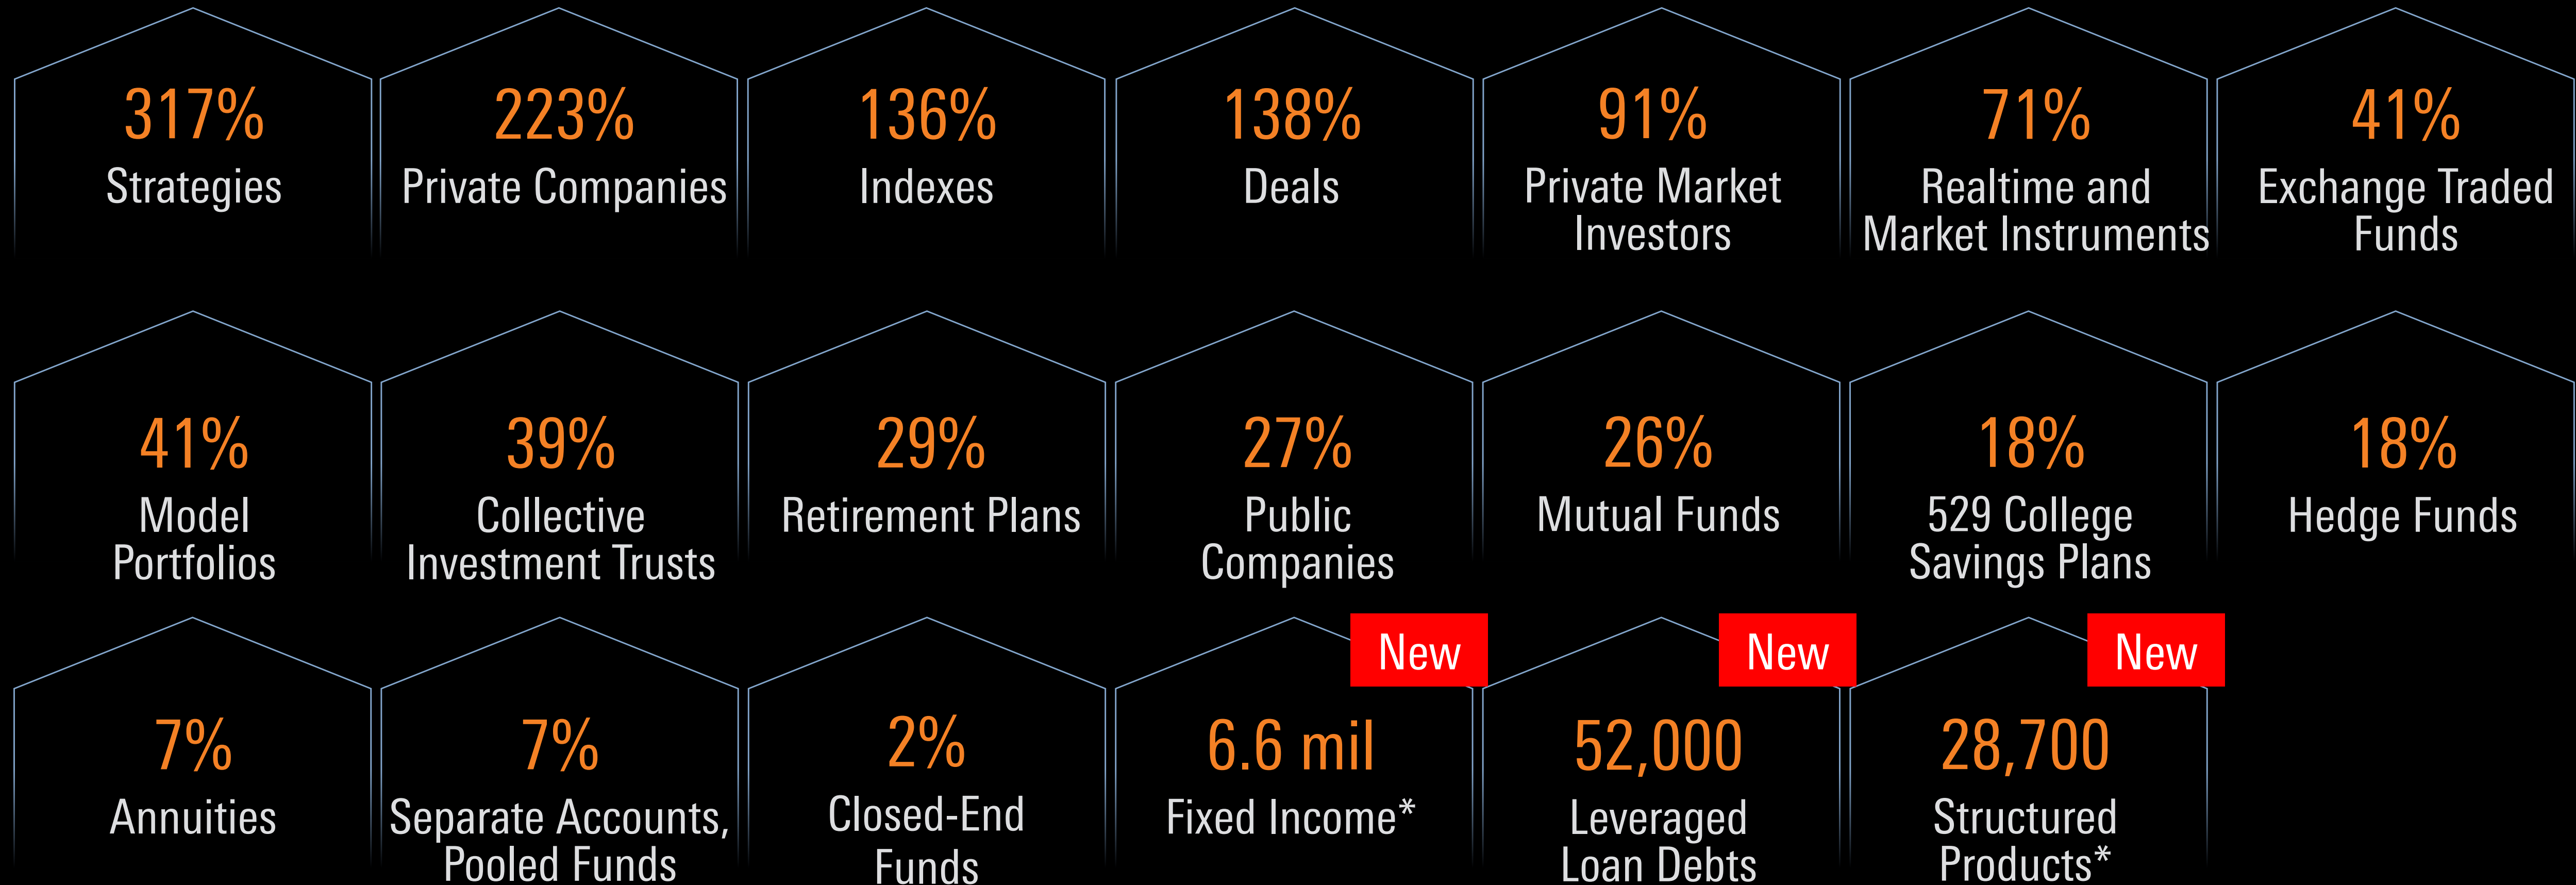 317%
Strategies
223%
Private Companies
136%
Indexes
138%
Deals
91%
Private Market
Investors
71%
Realtime and
Market Instruments
41%
Exchange Traded
Funds
41%
Model
Portfolios
39%
Collective
Investment Trusts
29%
Retirement Plans
27%
Public
Companies
26%
Mutual Funds
18%
529 College
Savings Plans
18%
Hedge Funds
7%
Annuities
7%
Separate Accounts,
Pooled Funds
2%
Closed-End
Funds
New
6.6 mil
Fixed Income*
New
52,000
Leveraged
Loan Debts
New
28,700
Structured
Products*